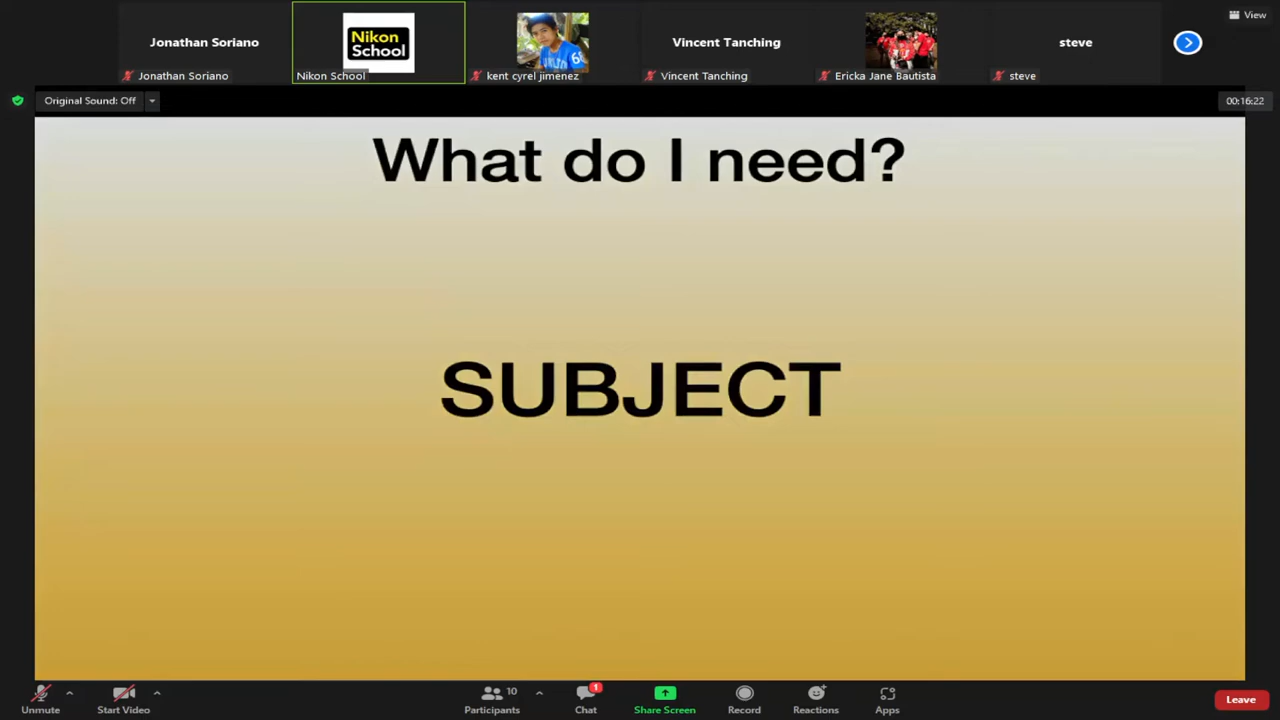 View
Jonathan Soriano
Nikon
School
Vincent Tanching
steve
Jonathan Soriano
Nikon School
kent cyrel jimenez
Vincent Tanching
Ericka Jane Bautista
steve
Original Sound: Off
00:16:22
What do I need?
SUBJECT
10
1
Unmute
Start Video
Participants
Chat
Share Screen
Record
Reactions
Apps
Leave